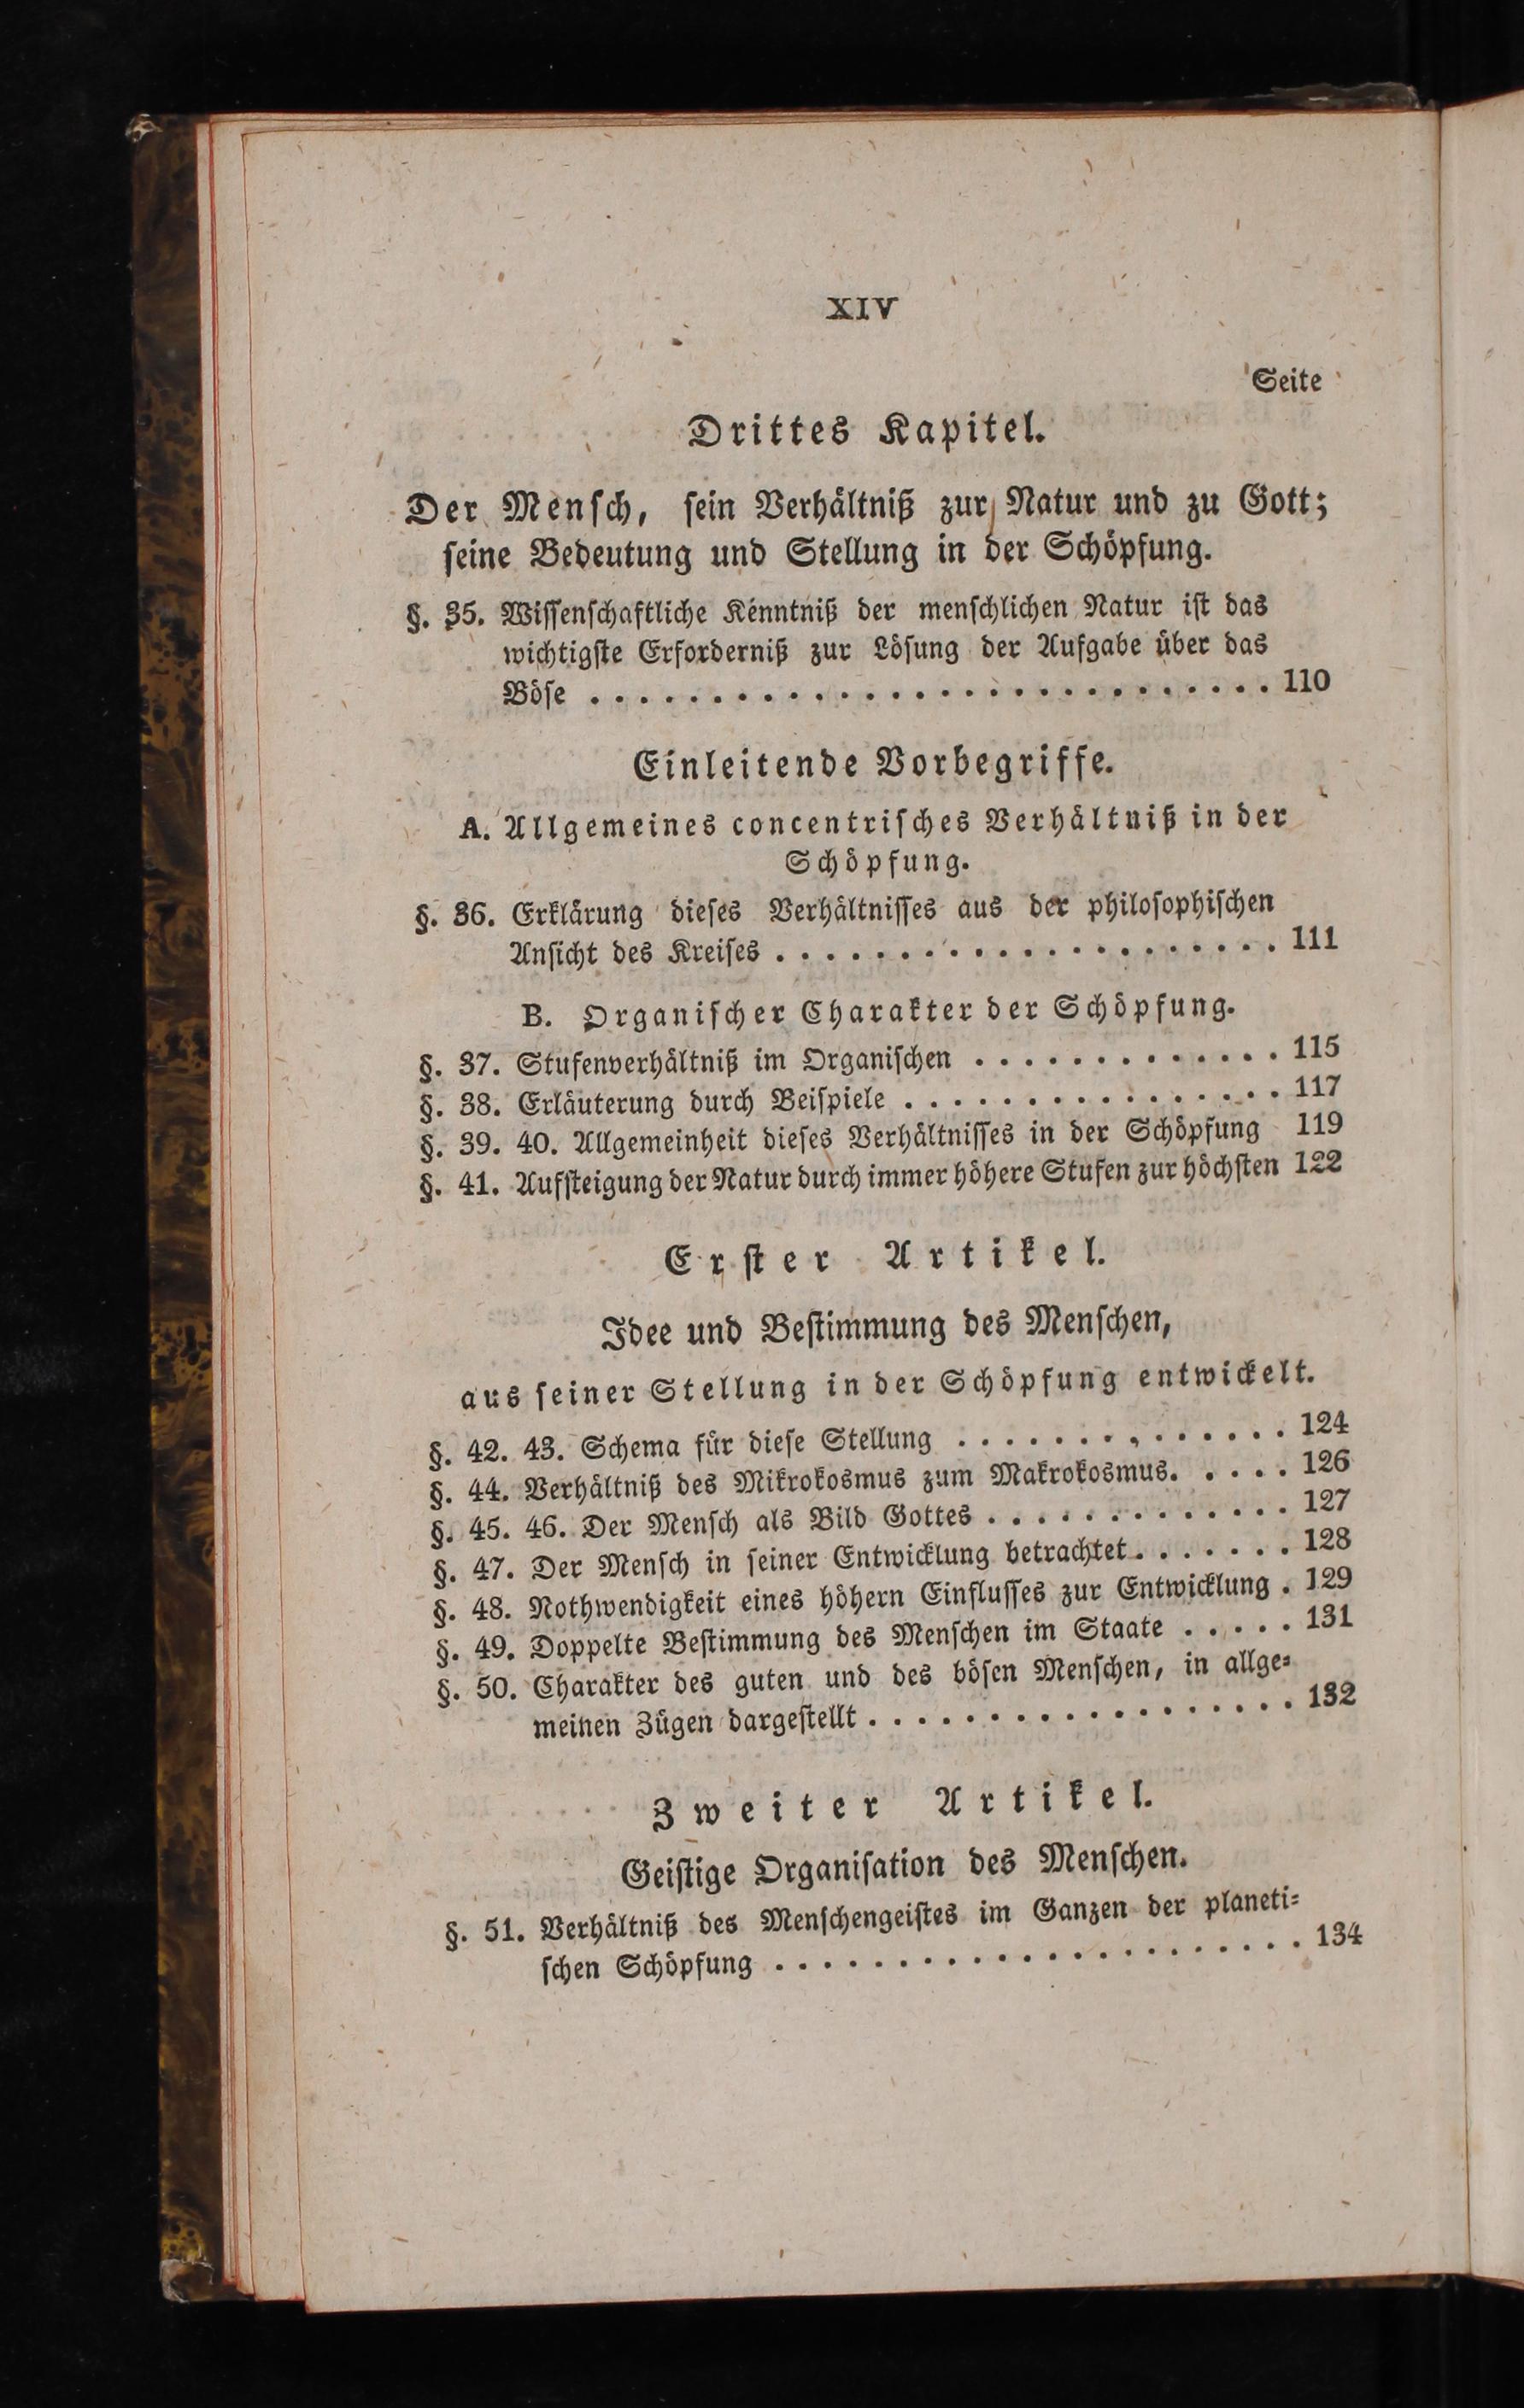 XIV
Seite
Drittes Kapitel.
Der Menſch, ſein Verhältniß zur Natur und zu Gott;
ſeine Bedeutung und Stellung in der Schöpfung.
§. 35. Wiſſenſchaftliche Kenntniß der menſchlichen Natur iſt das
wichtigſte Erforderniß zur Löſung der Aufgabe über das
Böſe . . . . . . . . . . . . . . . . . . . . . . . . . . . . 110
Einleitende Vorbegriffe.
A. Allgemeines concentriſches Verhältniß in der
Schöpfung.
§. 36. Erklärung dieſes Verhältniſſes aus der philoſophiſchen
Anſicht des Kreiſes . . . . . . . . . . . . . . . . . . . . . 111
B. Organiſcher Charakter der Schöpfung.
§. 37. Stufenverhältniß im Organiſchen . . . . . . . . . . . . . 115
§. 38. Erläuterung durch Beiſpiele . . . . . . . . . . . . . . . . 117
§. 39. 40. Allgemeinheit dieſes Verhältniſſes in der Schöpfung 119
§. 41. Aufſteigung der Natur durch immer höhere Stufen zur höchſten 122
Erſter Artikel.
Idee und Beſtimmung des Menſchen,
aus ſeiner Stellung in der Schöpfung entwickelt.
§. 42. 43. Schema für dieſe Stellung . . . . . . . . . . . . . . 124
§. 44. Verhältniß des Mikrokosmus zum Makrokosmus. . . . . 126
§. 45. 46. Der Menſch als Bild Gottes . . . . . . . . . . . . . 127
§. 47. Der Menſch in ſeiner Entwicklung betrachtet . . . . . . . 128
§. 48. Nothwendigkeit eines höhern Einfluſſes zur Entwicklung . 129
§. 49. Doppelte Beſtimmung des Menſchen im Staate . . . . . 131
§. 50. Charakter des guten und des böſen Menſchen, in allge⸗
meinen Zügen dargeſtellt . . . . . . . . . . . . . . . . . . 132
Zweiter Artikel.
Geiſtige Organiſation des Menſchen.
§. 51. Verhältniß des Menſchengeiſtes im Ganzen der planeti⸗
ſchen Schöpfung . . . . . . . . . . . . . . . . . . . . . . 134